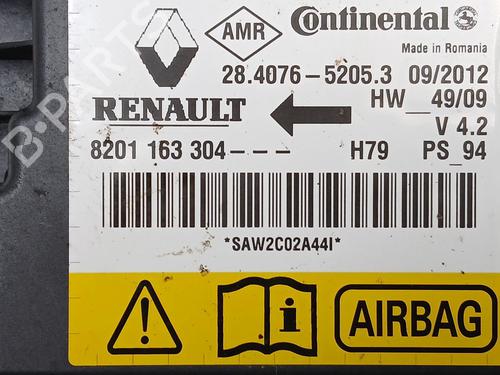 AMR Continental
Made in Romania
28.4076-5205.3 09/2012
RENAULT HW__49/09
V 4.2
8201 163 304--- H79 PS_94
*SAW2C02A44I*
i AIRBAG
B-PARTS